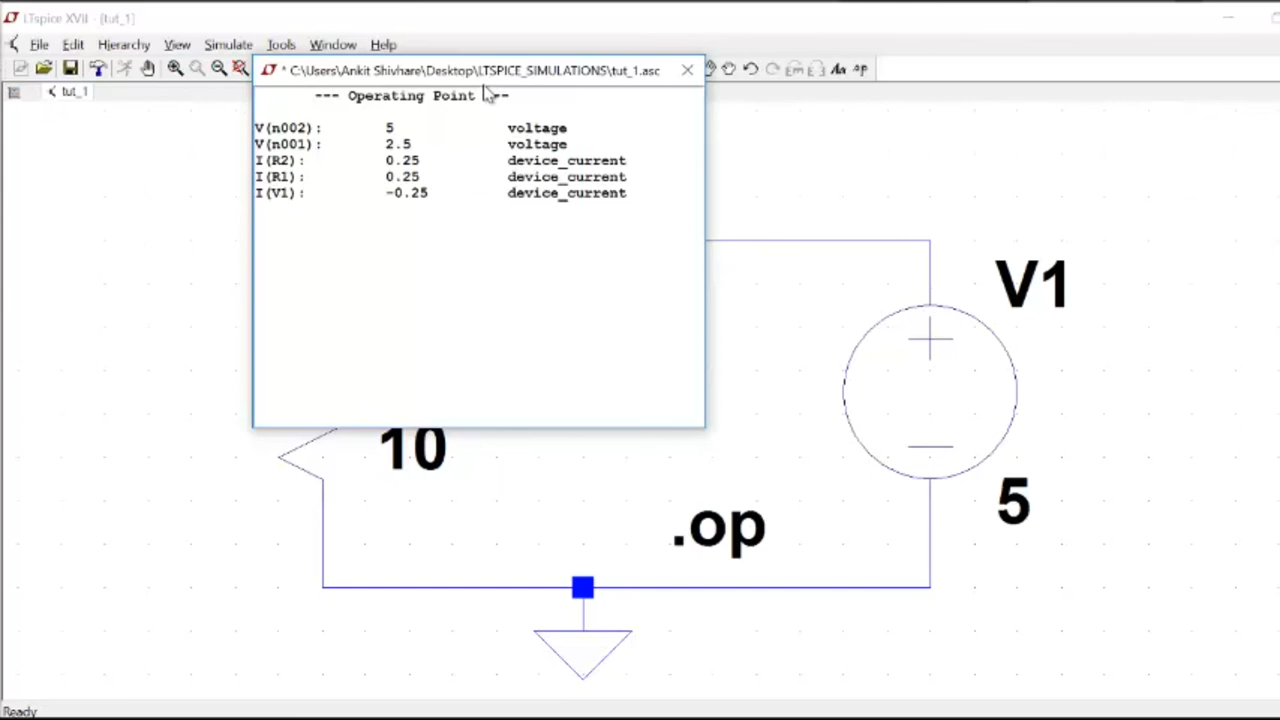 LTspice XVII - [tut_1]
File Edit Hierarchy View Simulate Tools Window Help
* C:\Users\Ankit Shivhare\Desktop\LTSPICE_SIMULATIONS\tut_1.asc
Aa .op
tut_1
--- Operating Point ---
V(n002): 5 voltage
V(n001): 2.5 voltage
I(R2): 0.25 device_current
I(R1): 0.25 device_current
I(V1): -0.25 device_current
V1
10
5
.op
Ready